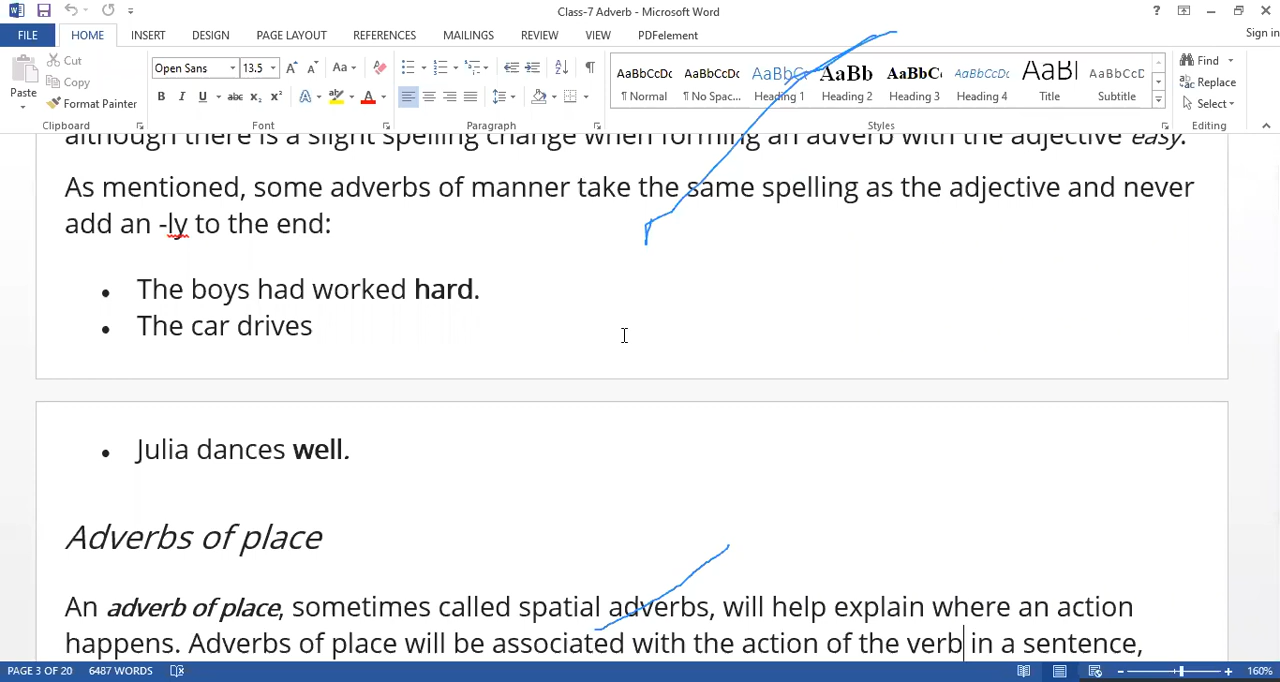 Class-7 Adverb - Microsoft Word
?
Sign in
FILE HOME INSERT DESIGN PAGE LAYOUT REFERENCES MAILINGS REVIEW VIEW PDFelement
Paste
Cut
Copy
Format Painter
Clipboard
Open Sans 13.5
Font
Paragraph
AaBbCcDc AaBbCcDc AaBbCc AaBb AaBbC AaBbCcDc AaBl AaBbCcD
¶ Normal ¶ No Spac... Heading 1 Heading 2 Heading 3 Heading 4 Title Subtitle
Styles
Find
Replace
Select
Editing
although there is a slight spelling change when forming an adverb with the adjective easy.
As mentioned, some adverbs of manner take the same spelling as the adjective and never
add an -ly to the end:
• The boys had worked hard.
• The car drives
• Julia dances well.
Adverbs of place
An adverb of place, sometimes called spatial adverbs, will help explain where an action
happens. Adverbs of place will be associated with the action of the verb in a sentence,
PAGE 3 OF 20 6487 WORDS
160%